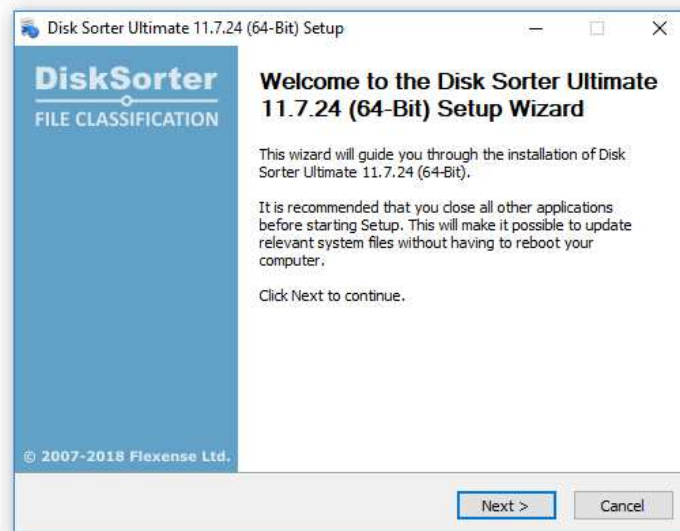 Disk Sorter Ultimate 11.7.24 (64-Bit) Setup
DiskSorter
FILE CLASSIFICATION
Welcome to the Disk Sorter Ultimate
11.7.24 (64-Bit) Setup Wizard
This wizard will guide you through the installation of Disk
Sorter Ultimate 11.7.24 (64-Bit).
It is recommended that you close all other applications
before starting Setup. This will make it possible to update
relevant system files without having to reboot your
computer.
Click Next to continue.
© 2007-2018 Flexense Ltd.
Next >
Cancel